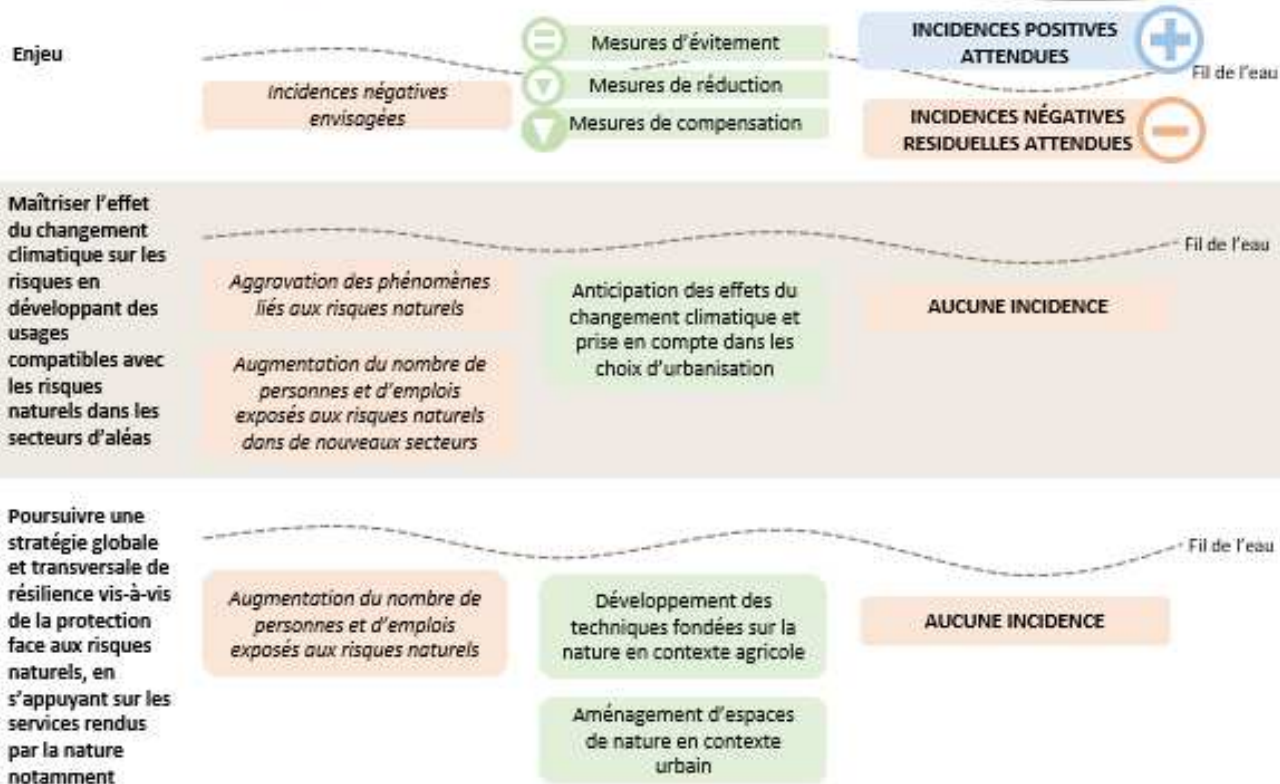 Enjeu
Incidences négatives
envisagées
Mesures d'évitement
Mesures de réduction
Mesures de compensation
INCIDENCES POSITIVES
ATTENDUES
Fil de l'eau
INCIDENCES NÉGATIVES
RESIDUELLES ATTENDUES
Maîtriser l'effet
du changement
climatique sur les
risques en
développant des
usages
compatibles avec
les risques
naturels dans les
secteurs d'aléas
Aggravation des phénomènes
liés aux risques naturels
Augmentation du nombre de
personnes et d'emplois
exposés aux risques naturels
dans de nouveaux secteurs
Anticipation des effets du
changement climatique et
prise en compte dans les
choix d'urbanisation
Fil de l'eau
AUCUNE INCIDENCE
Poursuivre une
stratégie globale
et transversale de
résilience vis-à-vis
de la protection
face aux risques
naturels, en
s'appuyant sur les
services rendus
par la nature
notamment
Augmentation du nombre de
personnes et d'emplois
exposés aux risques naturels
Développement des
techniques fondées sur la
nature en contexte agricole
Aménagement d'espaces
de nature en contexte
urbain
Fil de l'eau
AUCUNE INCIDENCE